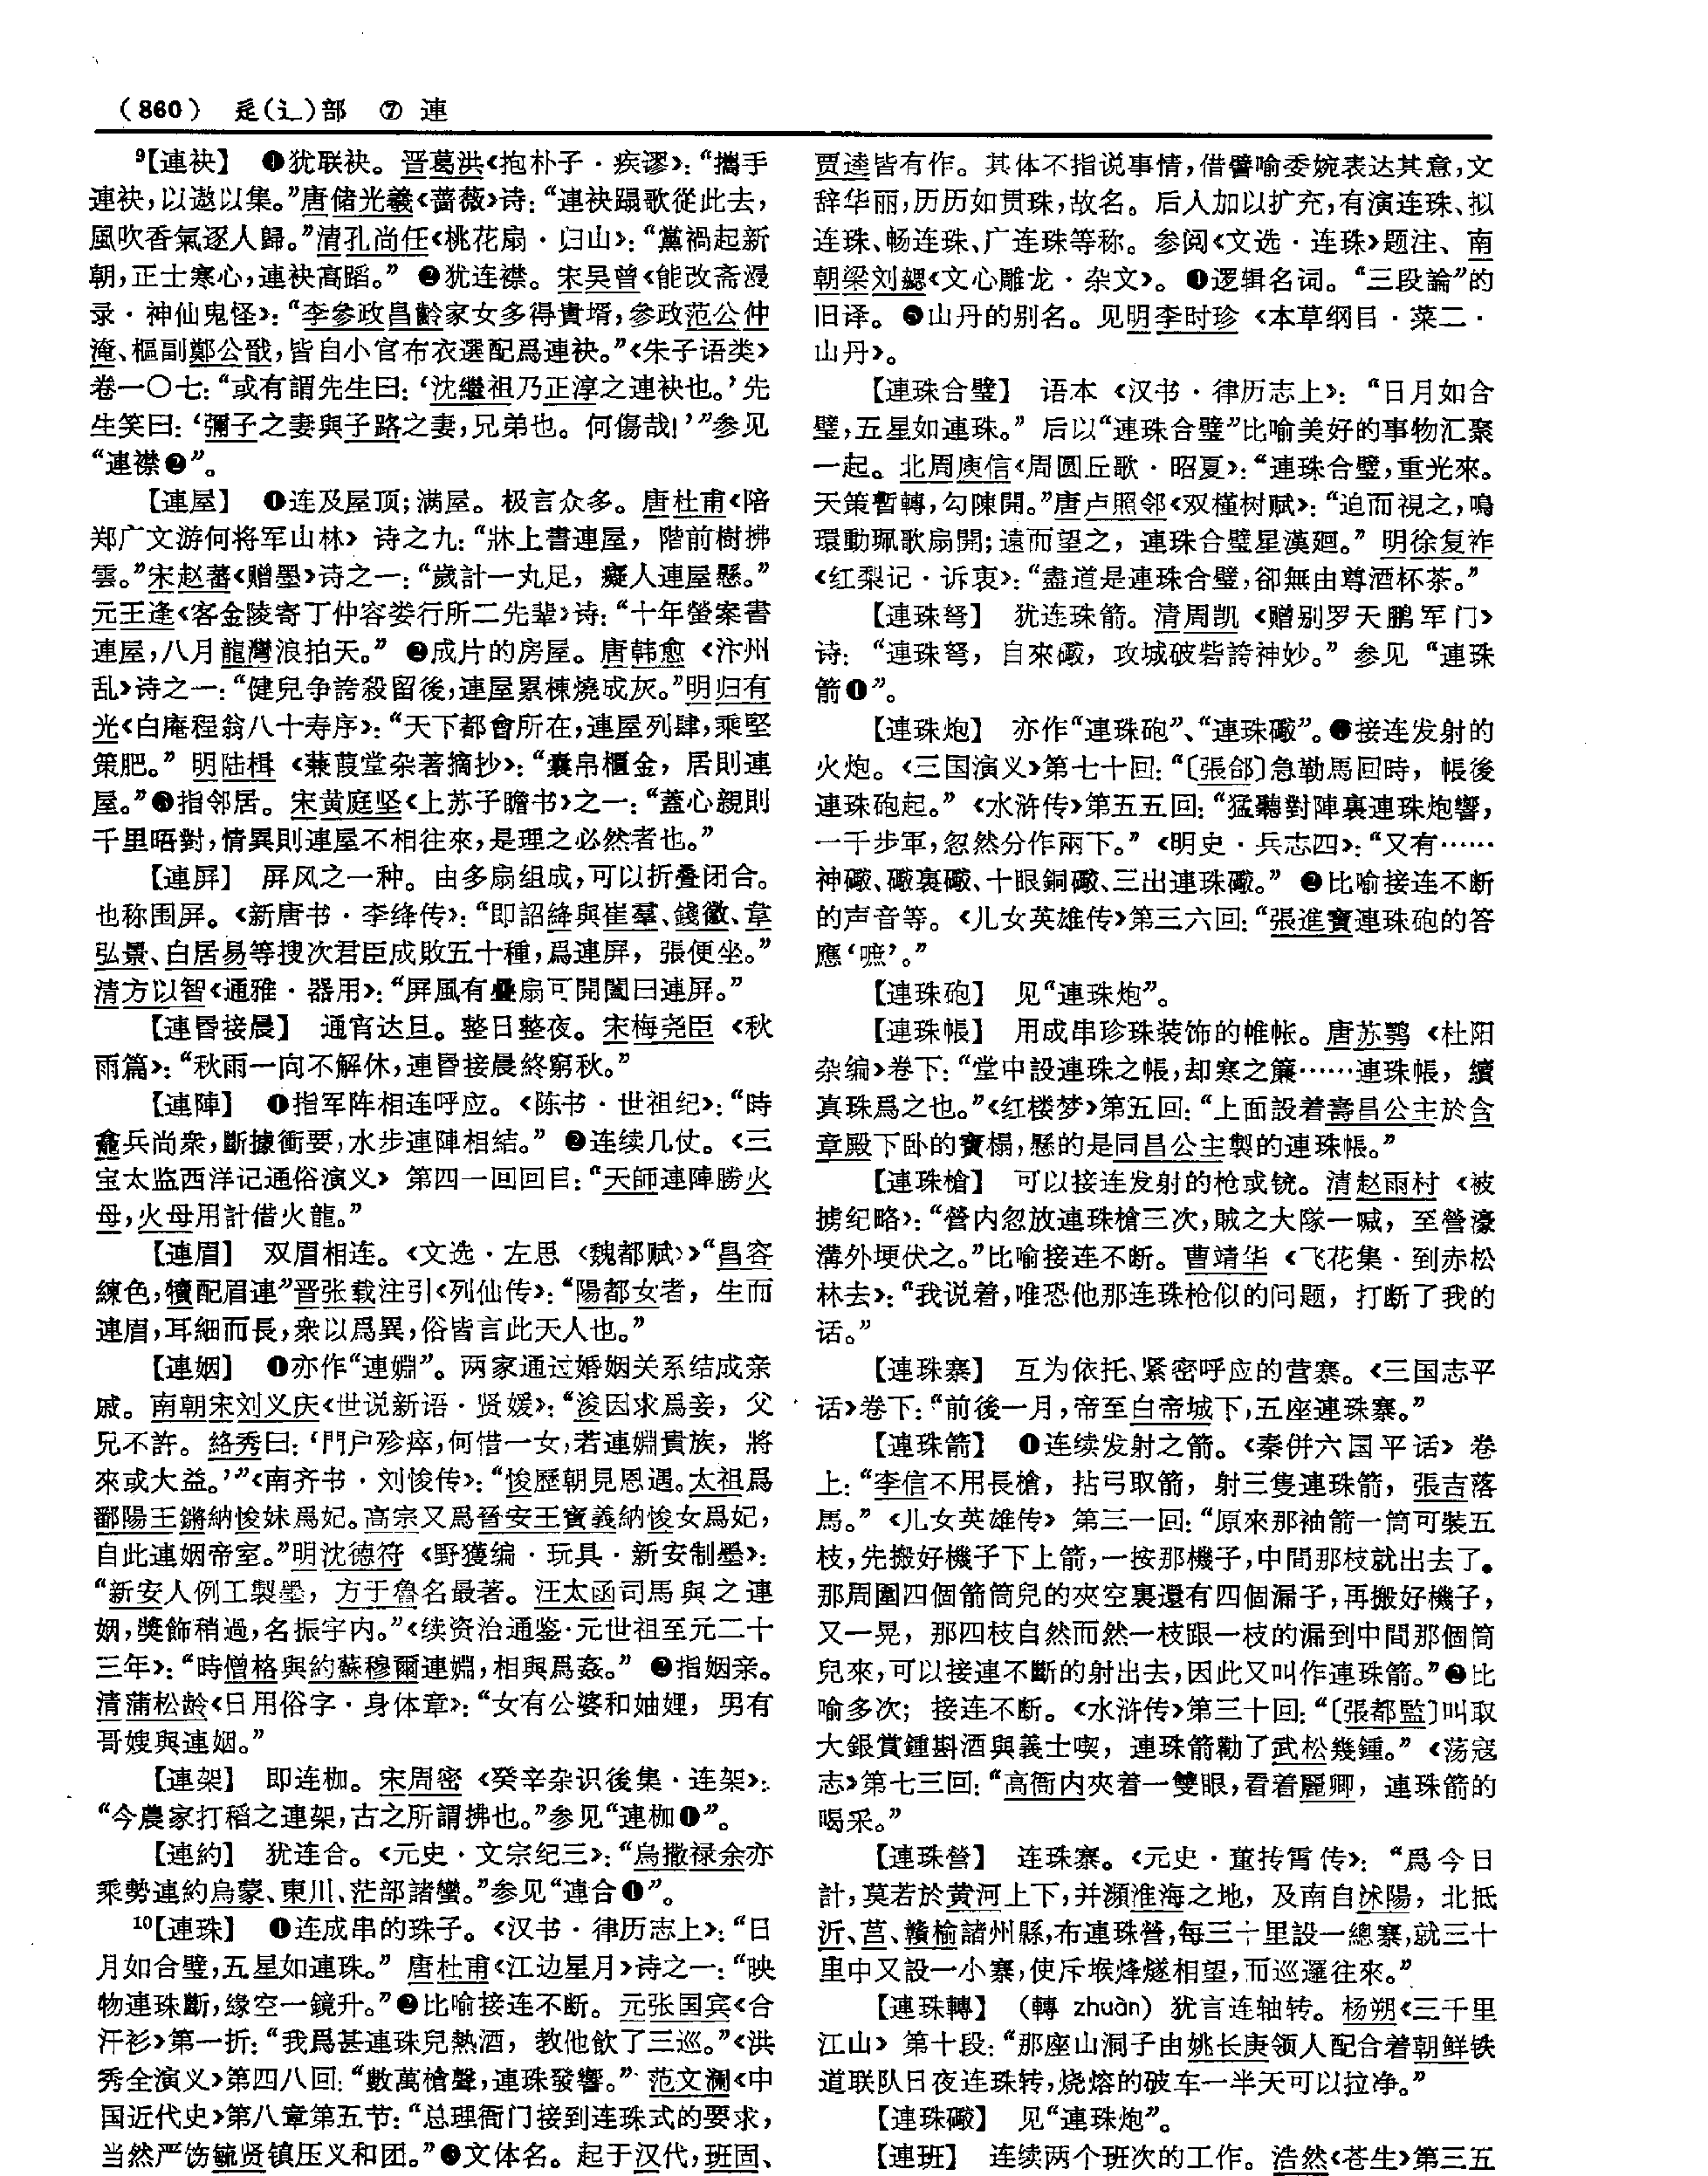 (860) 辵(辶)部 ⑦ 連
⁹【連袂】 ❶犹联袂。晋葛洪《抱朴子·疾谬》：“攜手
連袂，以遨以集。”唐储光羲《蔷薇》诗：“連袂蹋歌從此去，
風吹香氣逐人歸。”清孔尚任《桃花扇·归山》：“黨禍起新
朝，正士寒心，連袂高蹈。” ❷犹连襟。宋吴曾《能改斋漫
录·神仙鬼怪》：“李參政昌齡家女多得貴壻，參政范公仲
淹、樞副鄭公戩，皆自小官布衣選配爲連袂。”《朱子语类》
卷一〇七：“或有謂先生曰：‘沈繼祖乃正淳之連袂也。’先
生笑曰：‘彌子之妻與子路之妻，兄弟也。何傷哉！’”参见
“連襟❷”。
【連屋】 ❶连及屋顶；满屋。极言众多。唐杜甫《陪
郑广文游何将军山林》诗之九：“牀上書連屋，階前樹拂
雲。”宋赵蕃《赠墨》诗之一：“歲計一丸足，癡人連屋懸。”
元王逢《客金陵寄丁仲容娄行所二先辈》诗：“十年螢案書
連屋，八月龍灣浪拍天。” ❷成片的房屋。唐韩愈《汴州
乱》诗之一：“健兒争誇殺留後，連屋累棟燒成灰。”明归有
光《白庵程翁八十寿序》：“天下都會所在，連屋列肆，乘堅
策肥。”明陆楫《蒹葭堂杂著摘抄》：“囊帛櫃金，居則連
屋。”❸指邻居。宋黄庭坚《上苏子瞻书》之一：“蓋心親則
千里晤對，情異則連屋不相往來，是理之必然者也。”
【連屏】 屏风之一种。由多扇组成，可以折叠闭合。
也称围屏。《新唐书·李绛传》：“即詔絳與崔羣、錢徽、韋
弘景、白居易等搜次君臣成敗五十種，爲連屏，張便坐。”
清方以智《通雅·器用》：“屏風有疊扇可開闔曰連屏。”
【連昏接晨】 通宵达旦。整日整夜。宋梅尧臣《秋
雨篇》：“秋雨一向不解休，連昏接晨終窮秋。”
【連陣】 ❶指军阵相连呼应。《陈书·世祖纪》：“時
龕兵尚衆，斷據衝要，水步連陣相結。” ❷连续几仗。《三
宝太监西洋记通俗演义》第四一回回目：“天師連陣勝火
母，火母用計借火龍。”
【連眉】 双眉相连。《文选·左思〈魏都赋〉》“昌容
練色，犢配眉連”晋张载注引《列仙传》：“陽都女者，生而
連眉，耳細而長，衆以爲異，俗皆言此天人也。”
【連姻】 ❶亦作“連婣”。两家通过婚姻关系结成亲
戚。南朝宋刘义庆《世说新语·贤媛》：“浚因求爲妾，父
兄不許。絡秀曰：‘門户殄瘁，何惜一女，若連婣貴族，將
來或大益。’”《南齐书·刘悛传》：“悛歷朝見恩遇。太祖爲
鄱陽王鏘納悛妹爲妃。高宗又爲晉安王寶義納悛女爲妃，
自此連姻帝室。”明沈德符《野獲编·玩具·新安制墨》：
“新安人例工製墨，方于魯名最著。汪太函司馬與之連
姻，獎飾稍過，名振宇内。”《续资治通鉴·元世祖至元二十
三年》：“時僧格與約蘇穆爾連婣，相與爲姦。” ❷指姻亲。
清蒲松龄《日用俗字·身体章》：“女有公婆和妯娌，男有
哥嫂與連姻。”
【連架】 即连枷。宋周密《癸辛杂识後集·连架》：
“今農家打稻之連架，古之所謂拂也。”参见“連枷❶”。
【連約】 犹连合。《元史·文宗纪三》：“烏撒禄余亦
乘勢連約烏蒙、東川、茫部諸蠻。”参见“連合❶”。
¹⁰【連珠】 ❶连成串的珠子。《汉书·律历志上》：“日
月如合璧，五星如連珠。” 唐杜甫《江边星月》诗之一：“映
物連珠斷，緣空一鏡升。”❷比喻接连不断。元张国宾《合
汗衫》第一折：“我爲甚連珠兒熱酒，教他飲了三巡。”《洪
秀全演义》第四八回：“數萬槍聲，連珠發響。”范文澜《中
国近代史》第八章第五节：“总理衙门接到连珠式的要求，
当然严饬毓贤镇压义和团。”❸文体名。起于汉代，班固、
贾逵皆有作。其体不指说事情，借譬喻委婉表达其意，文
辞华丽，历历如贯珠，故名。后人加以扩充，有演连珠、拟
连珠、畅连珠、广连珠等称。参阅《文选·连珠》题注、南
朝梁刘勰《文心雕龙·杂文》。❹逻辑名词。“三段論”的
旧译。❺山丹的别名。见明李时珍《本草纲目·菜二·
山丹》。
【連珠合璧】 语本《汉书·律历志上》：“日月如合
璧，五星如連珠。”后以“連珠合璧”比喻美好的事物汇聚
一起。北周庾信《周圆丘歌·昭夏》：“連珠合璧，重光來。
天策暫轉，勾陳開。”唐卢照邻《双槿树赋》：“迫而視之，鳴
環動珮歌扇開；遠而望之，連珠合璧星漢廻。”明徐复祚
《红梨记·诉衷》：“盡道是連珠合璧，卻無由尊酒杯茶。”
【連珠弩】 犹连珠箭。清周凯《赠别罗天鹏军门》
诗：“連珠弩，自來礮，攻城破砦誇神妙。”参见“連珠
箭❶”。
【連珠炮】 亦作“連珠砲”、“連珠礮”。❶接连发射的
火炮。《三国演义》第七十回：“〔張郃〕急勒馬回時，帳後
連珠砲起。”《水浒传》第五五回：“猛聽對陣裏連珠炮響，
一千步軍，忽然分作兩下。”《明史·兵志四》：“又有……
神礮、礮裏礮、十眼銅礮、三出連珠礮。” ❷比喻接连不断
的声音等。《儿女英雄传》第三六回：“張進寶連珠砲的答
應‘嗻’。”
【連珠砲】 见“連珠炮”。
【連珠帳】 用成串珍珠装饰的帷帐。唐苏鹗《杜阳
杂编》卷下：“堂中設連珠之帳，却寒之簾……連珠帳，續
真珠爲之也。”《红楼梦》第五回：“上面設着壽昌公主於含
章殿下卧的寶榻，懸的是同昌公主製的連珠帳。”
【連珠槍】 可以接连发射的枪或铳。清赵雨村《被
掳纪略》：“營内忽放連珠槍三次，賊之大隊一喊，至營濠
溝外埂伏之。”比喻接连不断。曹靖华《飞花集·到赤松
林去》：“我说着，唯恐他那连珠枪似的问题，打断了我的
话。”
【連珠寨】 互为依托、紧密呼应的营寨。《三国志平
话》卷下：“前後一月，帝至白帝城下，五座連珠寨。”
【連珠箭】 ❶连续发射之箭。《秦併六国平话》卷
上：“李信不用長槍，拈弓取箭，射三隻連珠箭，張吉落
馬。”《儿女英雄传》第三一回：“原來那袖箭一筒可裝五
枝，先搬好機子下上箭，一按那機子，中間那枝就出去了。
那周圍四個箭筒兒的夾空裏還有四個漏子，再搬好機子，
又一晃，那四枝自然而然一枝跟一枝的漏到中間那個筒
兒來，可以接連不斷的射出去，因此又叫作連珠箭。”❷比
喻多次；接连不断。《水浒传》第三十回：“〔張都監〕叫取
大銀賞鍾斟酒與義士喫，連珠箭勸了武松幾鍾。”《荡寇
志》第七三回：“高衙内夾着一雙眼，看着麗卿，連珠箭的
喝采。”
【連珠營】 连珠寨。《元史·董抟霄传》：“爲今日
計，莫若於黄河上下，并瀕淮海之地，及南自沭陽，北抵
沂、莒、贛榆諸州縣，布連珠營，每三十里設一總寨，就三十
里中又設一小寨，使斥堠烽燧相望，而巡邏往來。”
【連珠轉】 （轉 zhuàn）犹言连轴转。杨朔《三千里
江山》第十段：“那座山洞子由姚长庚领人配合着朝鲜铁
道联队日夜连珠转，烧熔的破车一半天可以拉净。”
【連珠礮】 见“連珠炮”。
【連班】 连续两个班次的工作。浩然《苍生》第三五